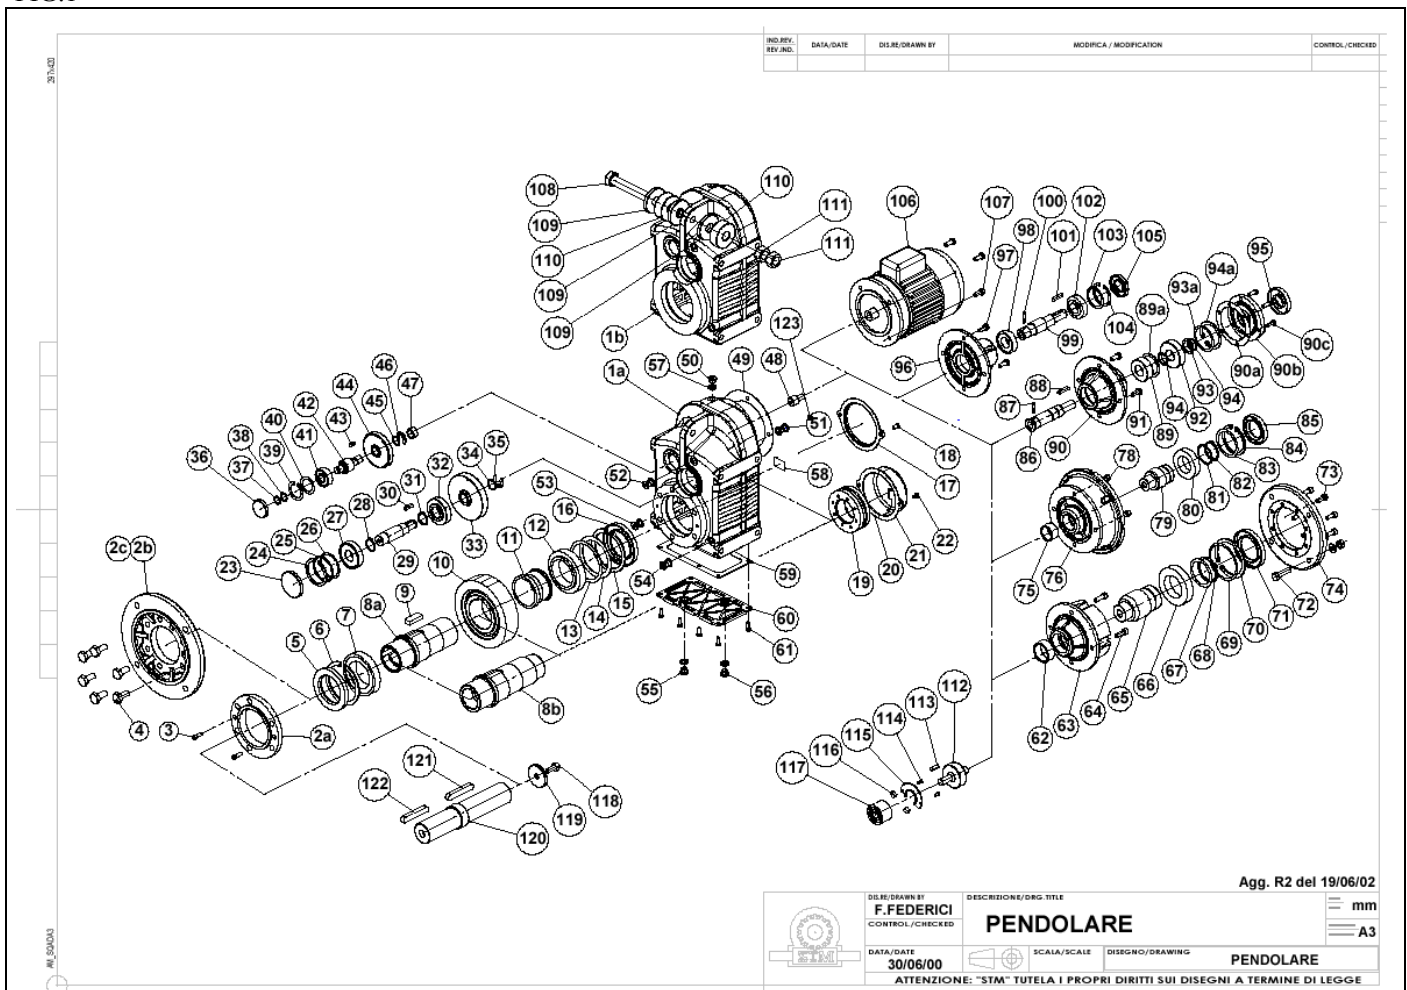 IND.REV. DATA/DATE DIS.RE/DRAWN BY MODIFICA / MODIFICATION CONTROL./CHECKED
REV.IND.
297x420
108 110 111 106 107 100 102
109 98 101 103 105
110 111 97 95
109 94a
109 93a
1b 123 89a 104 90c
99 90a 90b
50 49 48 96 93
57 88 94 92 94
1a 87 91 89
46 47 51 86 90
44 45
42 43
40 41
38 39 35 52 58 18 78 85
36 37 34 17 84 73
32 53 83
30 31 16 82
28 12 81
26 27 11 22 80
25 29 33 21 79
24 10 54 20 75
23 59 19 76 74
2c 2b 9 15 72
8a 14 60 71
7 13 70
6 61 69
5 55 56 68
8b 112 67
4 3 2a 113 66
114 62 63 64 65
121 115
122 116
118 117
119
120
Agg. R2 del 19/06/02
DIS.RE/DRAWN BY DESCRIZIONE/DRG.TITLE
F.FEDERICI PENDOLARE mm
CONTROL./CHECKED A3
DATA/DATE SCALA/SCALE DISEGNO/DRAWING
30/06/00 PENDOLARE
STM
ATTENZIONE: "STM" TUTELA I PROPRI DIRITTI SUI DISEGNI A TERMINE DI LEGGE
AM_SQADA3